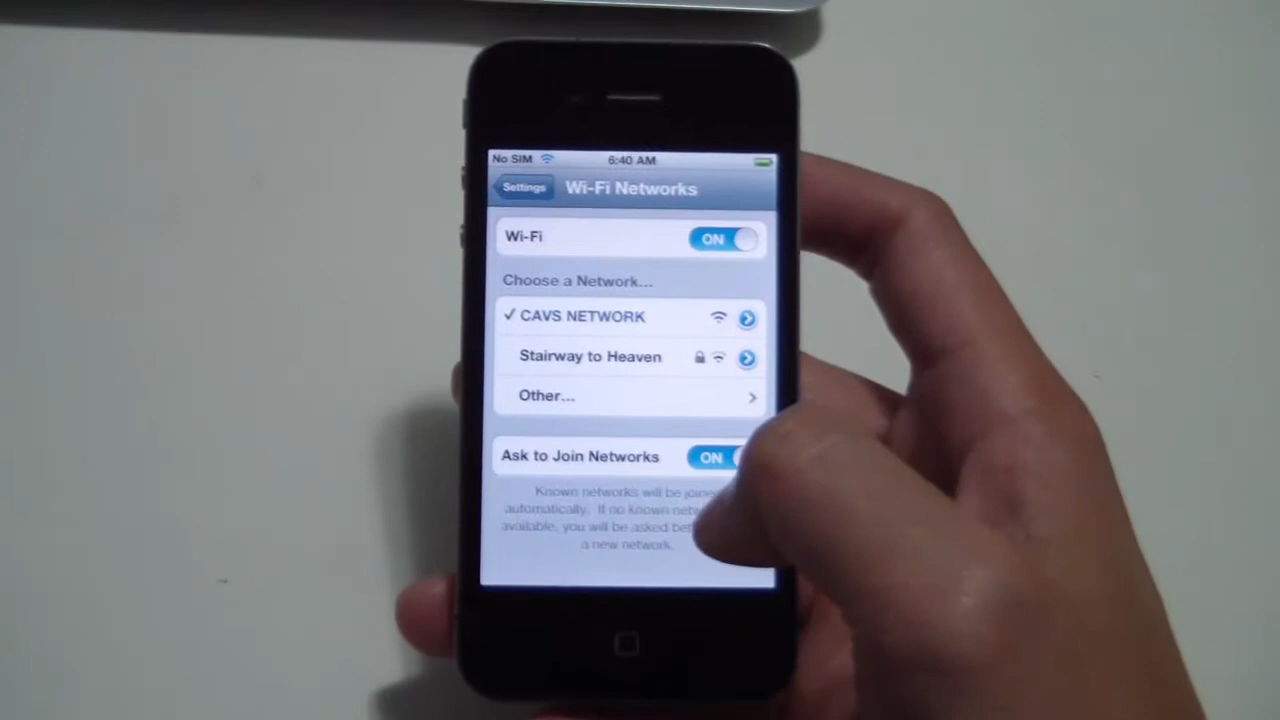 No SIM 6:40 AM
Settings Wi-Fi Networks
Wi-Fi ON
Choose a Network...
✓ CAVS NETWORK
Stairway to Heaven
Other...
Ask to Join Networks ON
Known networks will be
automatically. If no known
available, you will be asked
a new network.